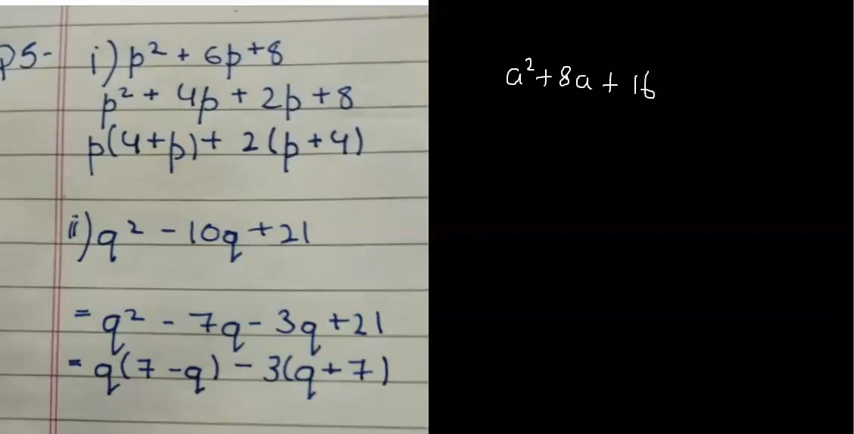 Q5- i) p² + 6p+8
p² + 4p + 2p + 8
p(4+p) + 2(p+4)
ii) q² - 10q + 21
= q² - 7q - 3q + 21
= q(7 - q) - 3(q + 7)
a² + 8a + 16